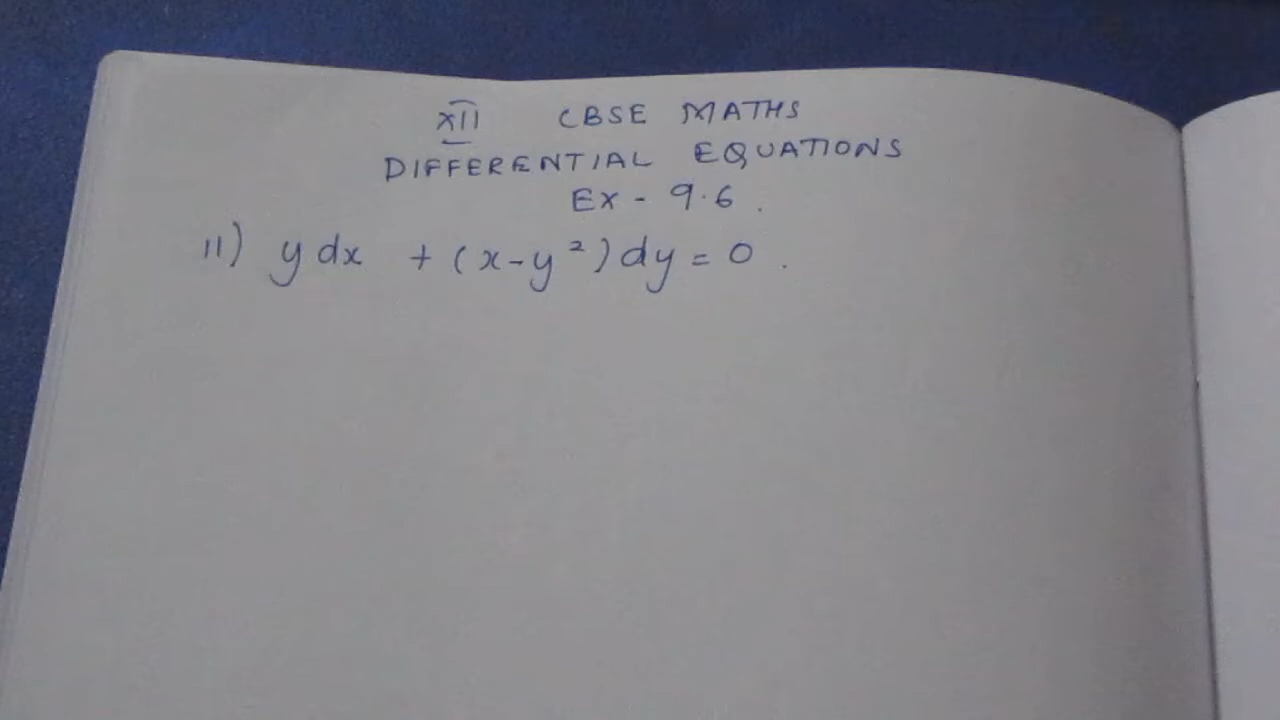 XII CBSE MATHS
DIFFERENTIAL EQUATIONS
EX - 9.6.
11) y dx + (x-y²) dy = 0.